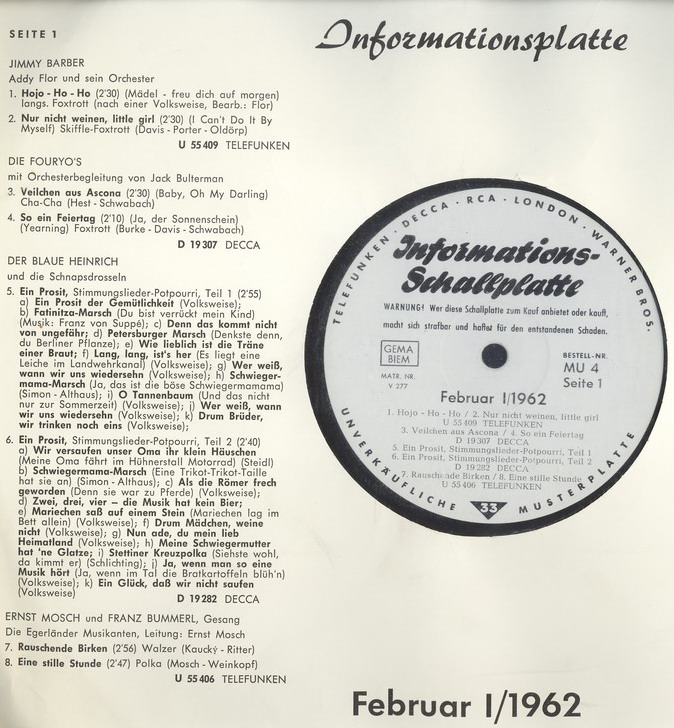 SEITE 1
JIMMY BARBER
Addy Flor und sein Orchester
1. Hojo - Ho - Ho (2'30) (Mädel - freu dich auf morgen)
langs. Foxtrott (nach einer Volksweise, Bearb.: Flor)
2. Nur nicht weinen, little girl (2'30) (I Can't Do It By
Myself) Skiffle-Foxtrott (Davis - Porter - Oldörp)
U 55 409 TELEFUNKEN
DIE FOURYO'S
mit Orchesterbegleitung von Jack Bulterman
3. Veilchen aus Ascona (2'30) (Baby, Oh My Darling)
Cha-Cha (Hest - Schwabach)
4. So ein Feiertag (2'10) (Ja, der Sonnenschein)
(Yearning) Foxtrott (Burke - Davis - Schwabach)
D 19 307 DECCA
DER BLAUE HEINRICH
und die Schnapsdrosseln
5. Ein Prosit, Stimmungslieder-Potpourri, Teil 1 (2'55)
a) Ein Prosit der Gemütlichkeit (Volksweise);
b) Fatinitza-Marsch (Du bist verrückt mein Kind)
(Musik: Franz von Suppé); c) Denn das kommt nicht
von ungefähr; d) Petersburger Marsch (Denkste denn,
du Berliner Pflanze); e) Wie lieblich ist die Träne
einer Braut; f) Lang, lang, ist's her (Es liegt eine
Leiche im Landwehrkanal) (Volksweise); g) Wer weiß,
wann wir uns wiedersehn (Volksweise); h) Schwieger-
mama-Marsch (Ja, das ist die böse Schwiegermamama)
(Simon - Althaus); i) O Tannenbaum (Und das nicht
nur zur Sommerzeit) (Volksweise); j) Wer weiß, wann
wir uns wiedersehn (Volksweise); k) Drum Brüder,
wir trinken noch eins (Volksweise);
6. Ein Prosit, Stimmungslieder-Potpourri, Teil 2 (2'40)
a) Wir versaufen unser Oma ihr klein Häuschen
(Meine Oma fährt im Hühnerstall Motorrad) (Steidl)
b) Schwiegermama-Marsch (Eine Trikot-Trikot-Taille
hat sie an) (Simon - Althaus); c) Als die Römer frech
geworden (Denn sie war zu Pferde) (Volksweise);
d) Zwei, drei, vier – die Musik hat kein Bier;
e) Mariechen saß auf einem Stein (Mariechen lag im
Bett allein) (Volksweise); f) Drum Mädchen, weine
nicht (Volksweise); g) Nun ade, du mein lieb
Heimatland (Volksweise); h) Meine Schwiegermutter
hat 'ne Glatze; i) Stettiner Kreuzpolka (Siehste wohl,
da kimmt er) (Schlichting); j) Ja, wenn man so eine
Musik hört (Ja, wenn im Tal die Bratkartoffeln blüh'n)
(Volksweise); k) Ein Glück, daß wir nicht saufen
(Volksweise)
D 19 282 DECCA
ERNST MOSCH und FRANZ BUMMERL, Gesang
Die Egerländer Musikanten, Leitung: Ernst Mosch
7. Rauschende Birken (2'56) Walzer (Kaucký - Ritter)
8. Eine stille Stunde (2'47) Polka (Mosch - Weinkopf)
U 55 406 TELEFUNKEN
Informationsplatte
TELEFUNKEN · DECCA · RCA · LONDON · WARNER BROS.
Informations-
Schallplatte
WARNUNG! Wer diese Schallplatte zum Kauf anbietet oder kauft,
macht sich strafbar und haftet für den entstandenen Schaden.
GEMA
BIEM
MATR. NR.
V 277
BESTELL-NR.
MU 4
Seite 1
Februar I/1962
1. Hojo - Ho - Ho / 2. Nur nicht weinen, little girl
U 55 409 TELEFUNKEN
3. Veilchen aus Ascona / 4. So ein Feiertag
D 19 307 DECCA
5. Ein Prosit, Stimmungslieder-Potpourri, Teil 1
6. Ein Prosit, Stimmungslieder-Potpourri, Teil 2
D 19 282 DECCA
7. Rauschende Birken / 8. Eine stille Stunde
U 55 406 TELEFUNKEN
33
UNVERKÄUFLICHE MUSTERPLATTE
Februar I/1962